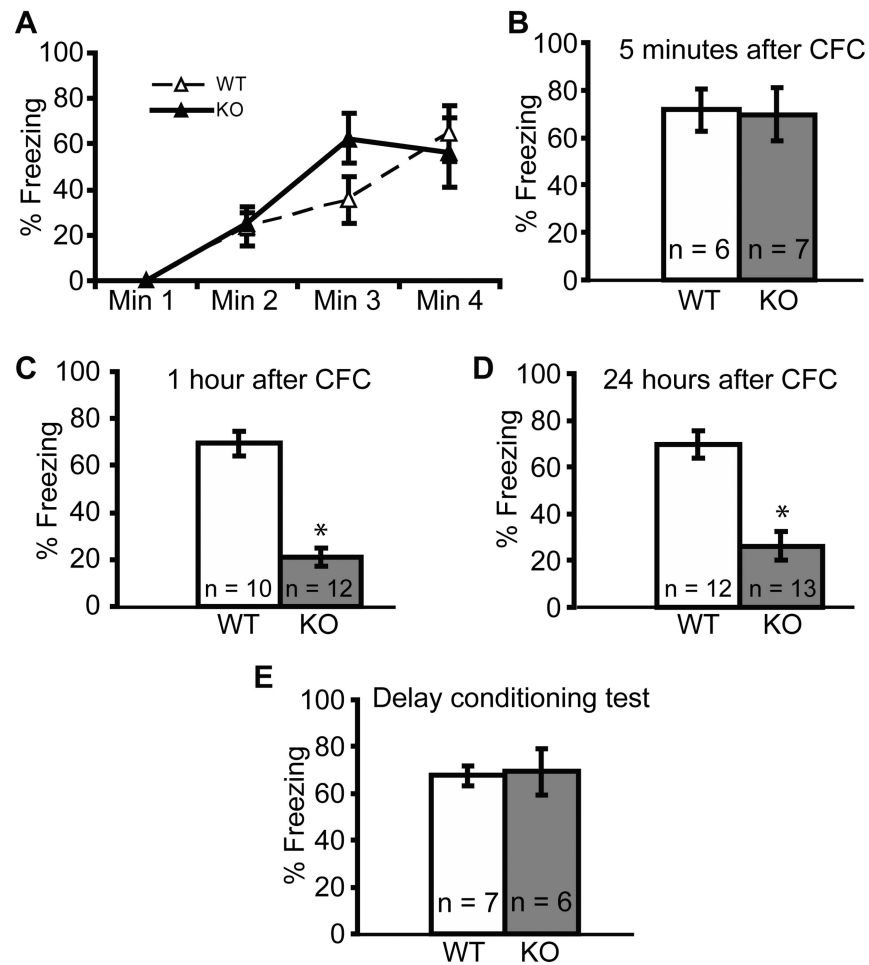 A
100
80
60
40
20
0
% Freezing
WT
KO
Min 1 Min 2 Min 3 Min 4
B
5 minutes after CFC
100
80
60
40
20
0
% Freezing
n = 6 n = 7
WT KO
C
1 hour after CFC
100
80
60
40
20
0
% Freezing
*
n = 10 n = 12
WT KO
D
24 hours after CFC
100
80
60
40
20
0
% Freezing
*
n = 12 n = 13
WT KO
E
Delay conditioning test
100
80
60
40
20
0
% Freezing
n = 7 n = 6
WT KO